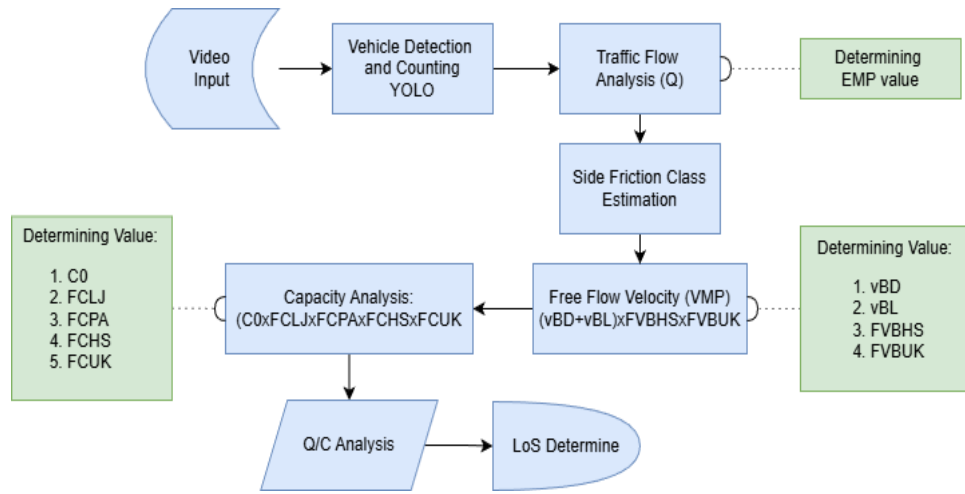 Video
Input
Vehicle Detection
and Counting
YOLO
Traffic Flow
Analysis (Q)
Determining
EMP value
Side Friction Class
Estimation
Determining Value:
1. C0
2. FCLJ
3. FCPA
4. FCHS
5. FCUK
Capacity Analysis:
(C0xFCLJxFCPAxFCHSxFCUK
Free Flow Velocity (VMP)
(vBD+vBL)xFVBHSxFVBUK
Determining Value:
1. vBD
2. vBL
3. FVBHS
4. FVBUK
Q/C Analysis
LoS Determine